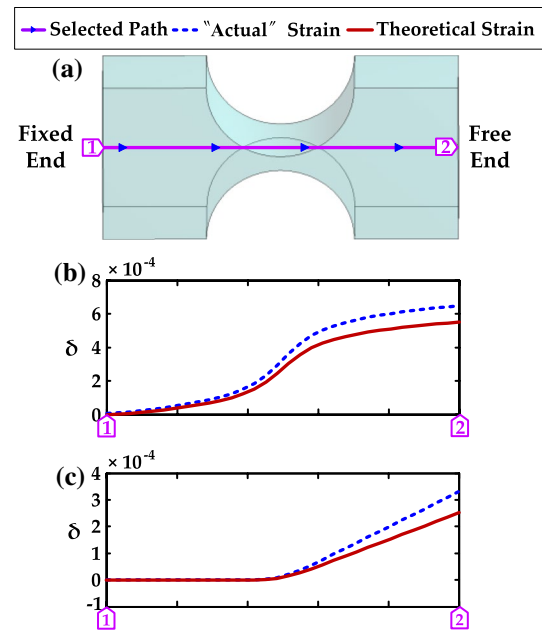 Selected Path "Actual" Strain Theoretical Strain
(a)
Fixed End
1
2
Free End
(b)
× 10⁻⁴
8
6
4
2
0
δ
1
2
(c)
× 10⁻⁴
4
3
2
1
0
-1
δ
1
2